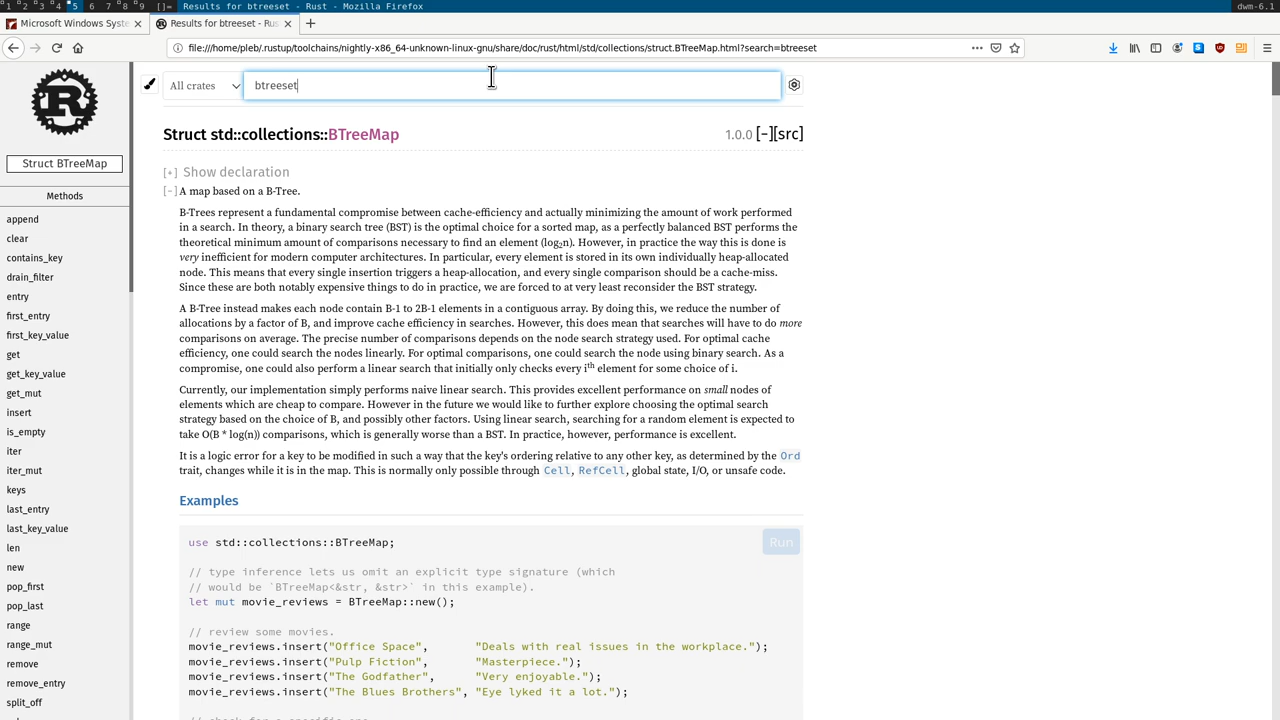 1 2 3 4 5 6 7 8 9 []= Results for btreeset - Rust - Mozilla Firefox dwm-6.1
Microsoft Windows Syste × Results for btreeset - Rus ×
file:///home/pleb/.rustup/toolchains/nightly-x86_64-unknown-linux-gnu/share/doc/rust/html/std/collections/struct.BTreeMap.html?search=btreeset
All crates btreeset
Struct std::collections::BTreeMap 1.0.0 [−][src]
[+] Show declaration
[−] A map based on a B-Tree.
B-Trees represent a fundamental compromise between cache-efficiency and actually minimizing the amount of work performed
in a search. In theory, a binary search tree (BST) is the optimal choice for a sorted map, as a perfectly balanced BST performs the
theoretical minimum amount of comparisons necessary to find an element (log₂n). However, in practice the way this is done is
very inefficient for modern computer architectures. In particular, every element is stored in its own individually heap-allocated
node. This means that every single insertion triggers a heap-allocation, and every single comparison should be a cache-miss.
Since these are both notably expensive things to do in practice, we are forced to at very least reconsider the BST strategy.
A B-Tree instead makes each node contain B-1 to 2B-1 elements in a contiguous array. By doing this, we reduce the number of
allocations by a factor of B, and improve cache efficiency in searches. However, this does mean that searches will have to do more
comparisons on average. The precise number of comparisons depends on the node search strategy used. For optimal cache
efficiency, one could search the nodes linearly. For optimal comparisons, one could search the node using binary search. As a
compromise, one could also perform a linear search that initially only checks every ith element for some choice of i.
Currently, our implementation simply performs naive linear search. This provides excellent performance on small nodes of
elements which are cheap to compare. However in the future we would like to further explore choosing the optimal search
strategy based on the choice of B, and possibly other factors. Using linear search, searching for a random element is expected to
take O(B * log(n)) comparisons, which is generally worse than a BST. In practice, however, performance is excellent.
It is a logic error for a key to be modified in such a way that the key's ordering relative to any other key, as determined by the Ord
trait, changes while it is in the map. This is normally only possible through Cell, RefCell, global state, I/O, or unsafe code.
Examples
Run
use std::collections::BTreeMap;
// type inference lets us omit an explicit type signature (which
// would be `BTreeMap<&str, &str>` in this example).
let mut movie_reviews = BTreeMap::new();
// review some movies.
movie_reviews.insert("Office Space", "Deals with real issues in the workplace.");
movie_reviews.insert("Pulp Fiction", "Masterpiece.");
movie_reviews.insert("The Godfather", "Very enjoyable.");
movie_reviews.insert("The Blues Brothers", "Eye lyked it a lot.");
Struct BTreeMap
Methods
append
clear
contains_key
drain_filter
entry
first_entry
first_key_value
get
get_key_value
get_mut
insert
is_empty
iter
iter_mut
keys
last_entry
last_key_value
len
new
pop_first
pop_last
range
range_mut
remove
remove_entry
split_off